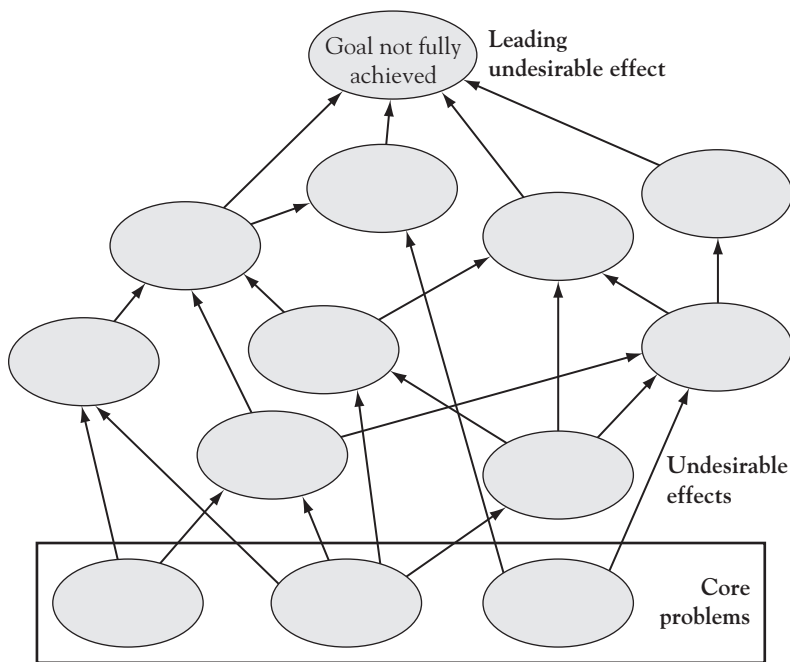 Goal not fully
achieved
Leading
undesirable effect
Undesirable
effects
Core
problems